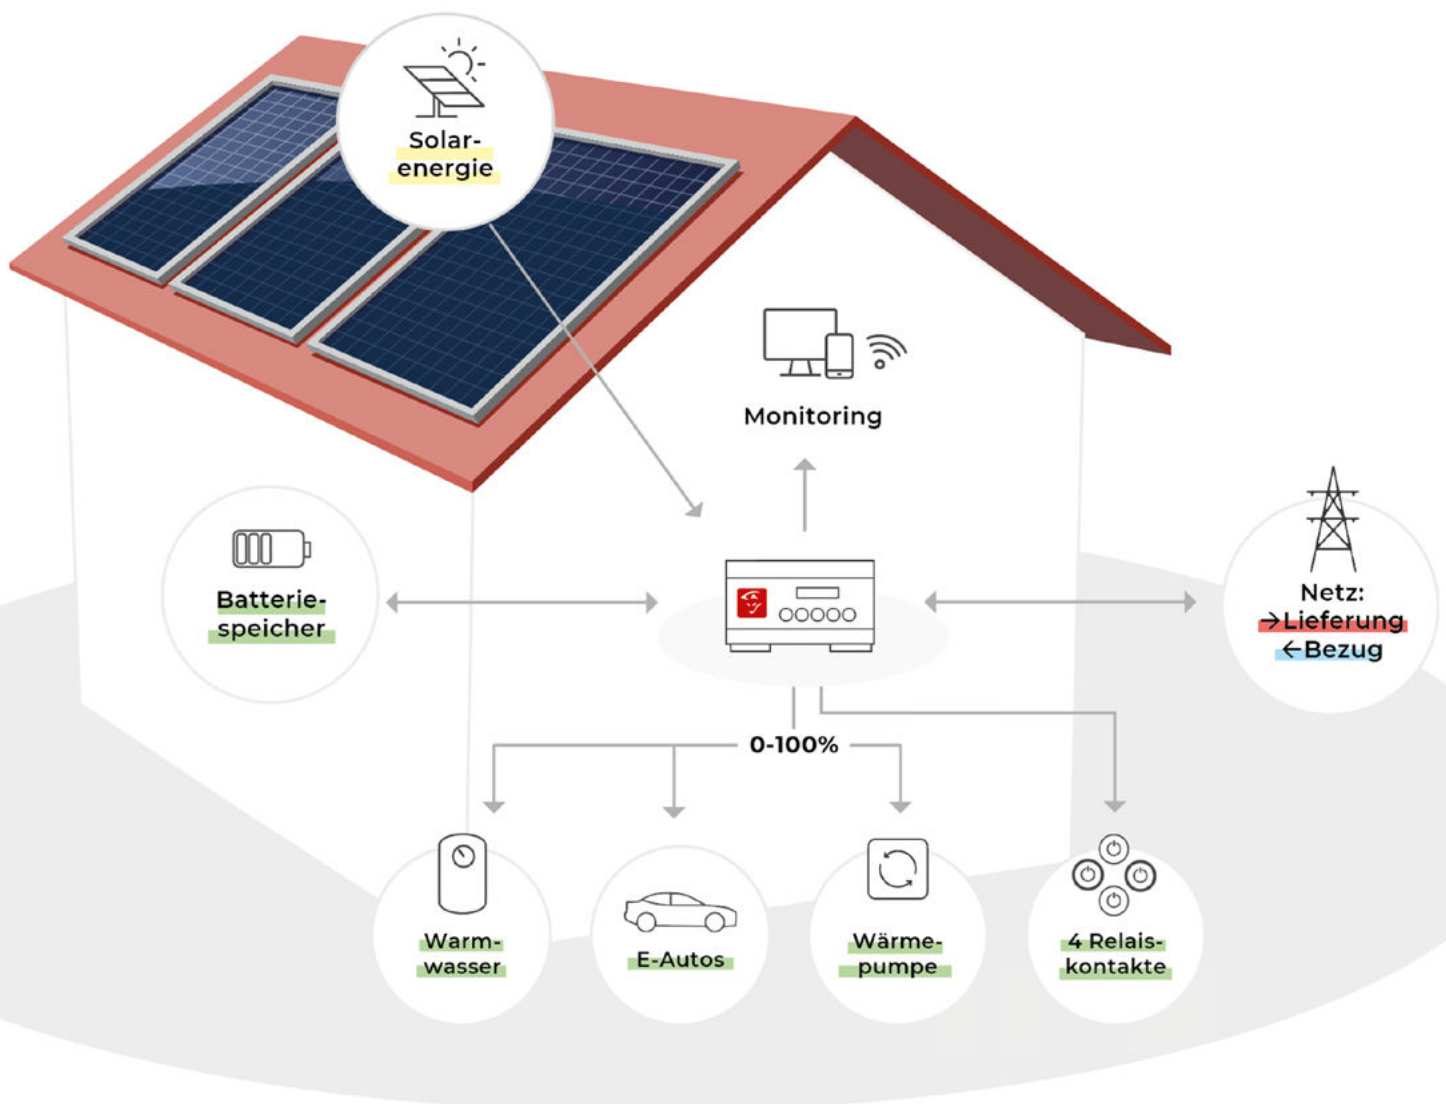 Solar-
energie
Monitoring
Batterie-
speicher
Netz:
→Lieferung
←Bezug
0-100%
Warm-
wasser
E-Autos
Wärme-
pumpe
4 Relais-
kontakte